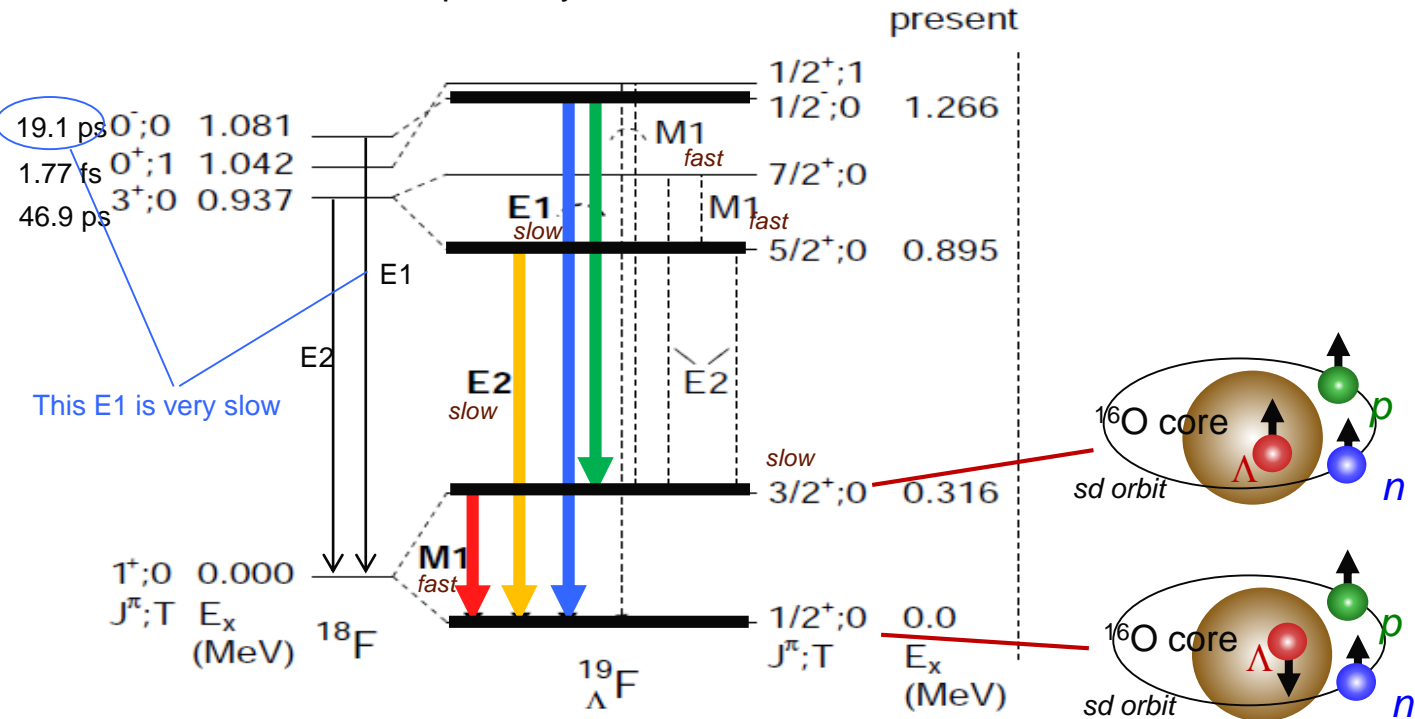 present
1/2⁺;1
1/2⁻;0 1.266
19.1 ps 0⁻;0 1.081
1.77 fs 0⁺;1 1.042
46.9 ps 3⁺;0 0.937
M1
fast
7/2⁺;0
E1
slow
M1
fast
5/2⁺;0 0.895
E1
E2
E2
slow
E2
This E1 is very slow
slow
3/2⁺;0 0.316
¹⁶O core
Λ
p
n
sd orbit
M1
fast
1⁺;0 0.000
J^π;T Eₓ
(MeV)
¹⁸F
¹⁹_ΛF
1/2⁺;0 0.0
J^π;T Eₓ
(MeV)
¹⁶O core
Λ
p
n
sd orbit